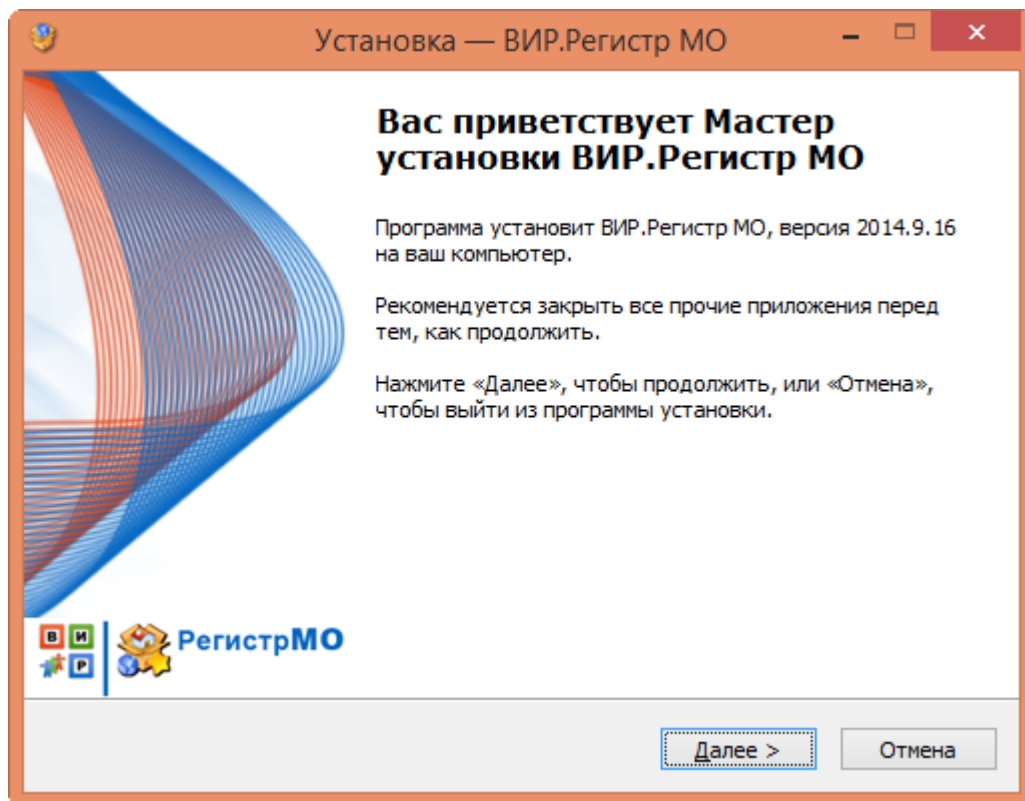 Установка — ВИР.Регистр МО
Вас приветствует Мастер
установки ВИР.Регистр МО
Программа установит ВИР.Регистр МО, версия 2014.9.16
на ваш компьютер.
Рекомендуется закрыть все прочие приложения перед
тем, как продолжить.
Нажмите «Далее», чтобы продолжить, или «Отмена»,
чтобы выйти из программы установки.
В И
Р
РегистрМО
Далее >
Отмена